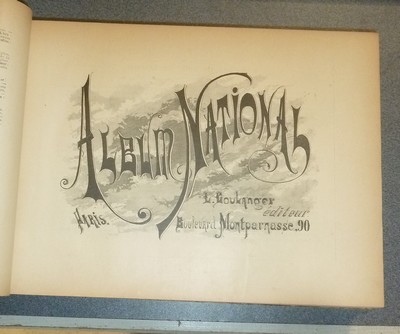 ALBUM NATIONAL
L. Boulanger
éditeur
PARIS. Boulevard Montparnasse. 90